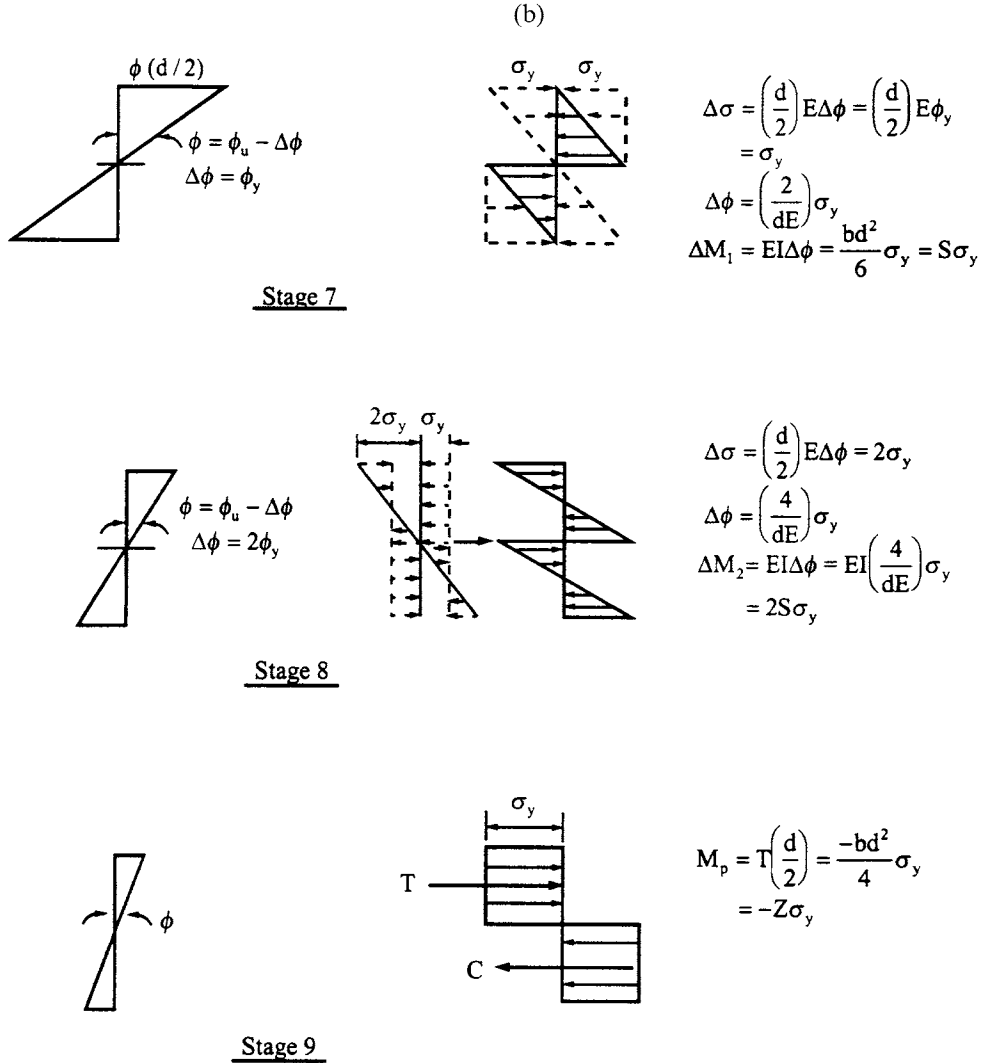 (b)
ϕ (d / 2)
ϕ = ϕu − Δϕ
Δϕ = ϕy
σy σy
Δσ = (d/2) EΔϕ = (d/2) Eϕy
= σy
Δϕ = (2/dE) σy
ΔM1 = EIΔϕ = bd²/6 σy = Sσy
Stage 7
ϕ = ϕu − Δϕ
Δϕ = 2ϕy
2σy σy
Δσ = (d/2) EΔϕ = 2σy
Δϕ = (4/dE) σy
ΔM2 = EIΔϕ = EI(4/dE) σy
= 2Sσy
Stage 8
ϕ
σy
T
C
Mp = T(d/2) = −bd²/4 σy
= −Zσy
Stage 9